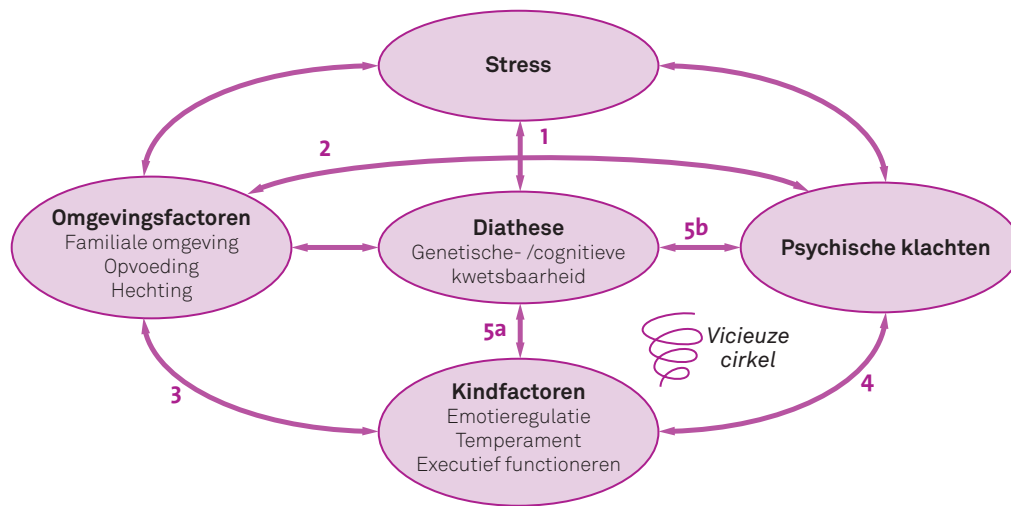 Stress
1
2
Omgevingsfactoren
Familiale omgeving
Opvoeding
Hechting
Diathese
Genetische- /cognitieve
kwetsbaarheid
5b
Psychische klachten
5a
Vicieuze
cirkel
3
Kindfactoren
Emotieregulatie
Temperament
Executief functioneren
4